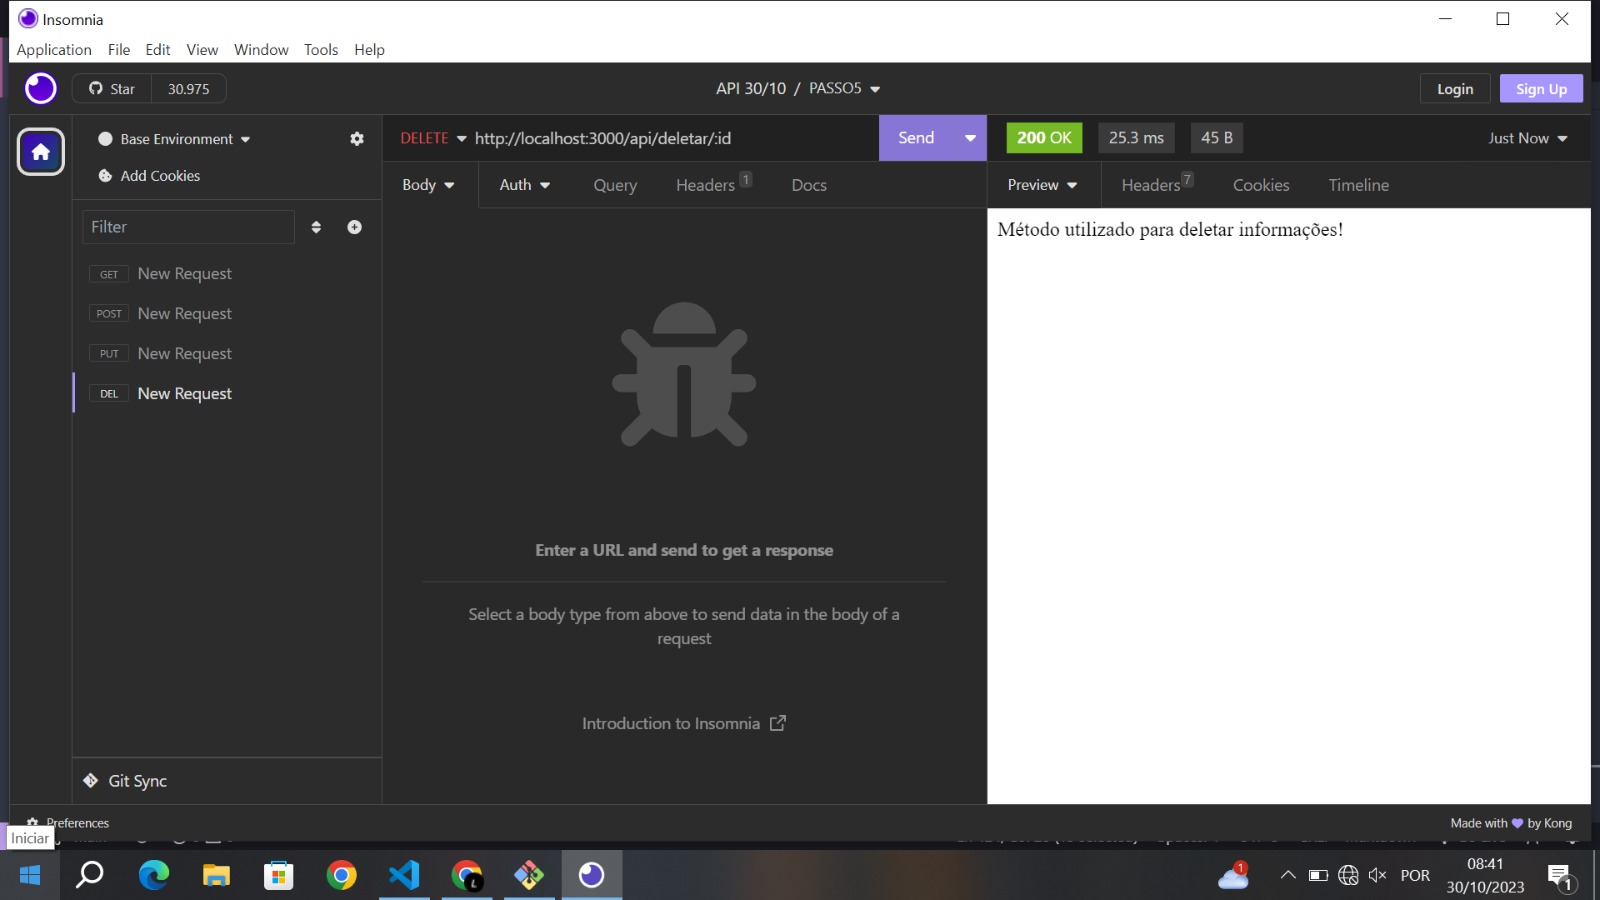 Insomnia
Application File Edit View Window Tools Help
Star 30.975
API 30/10 / PASSO5
Login Sign Up
Base Environment
DELETE http://localhost:3000/api/deletar/:id Send
200 OK 25.3 ms 45 B Just Now
Add Cookies
Body Auth Query Headers 1 Docs
Preview Headers 7 Cookies Timeline
Filter
Método utilizado para deletar informações!
GET New Request
POST New Request
PUT New Request
DEL New Request
Enter a URL and send to get a response
Select a body type from above to send data in the body of a
request
Introduction to Insomnia
Git Sync
Preferences
Made with by Kong
Iniciar
1
L
POR
08:41
30/10/2023
1